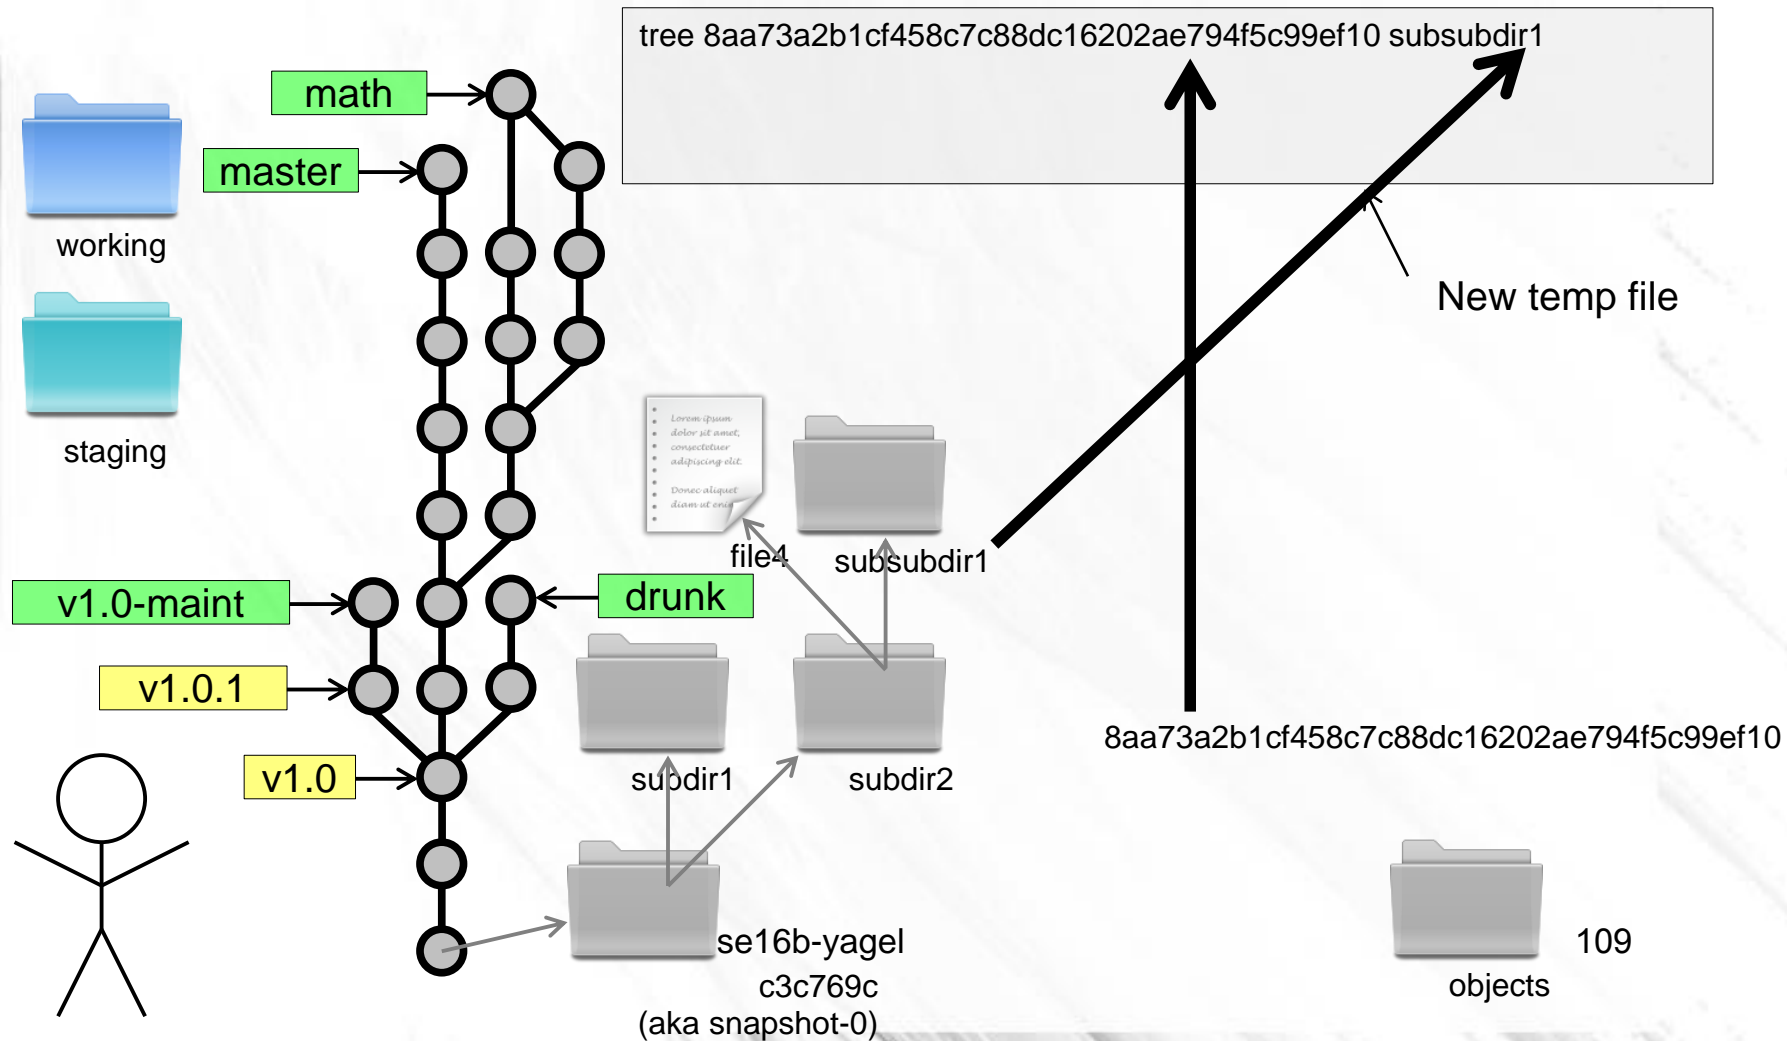 tree 8aa73a2b1cf458c7c88dc16202ae794f5c99ef10 subsubdir1
math
master
working
New temp file
staging
Lorem ipsum
dolor sit amet,
consectetuer
adipiscing elit.
Donec aliquet
diam ut
file4
subsubdir1
v1.0-maint
drunk
v1.0.1
8aa73a2b1cf458c7c88dc16202ae794f5c99ef10
v1.0
subdir1
subdir2
se16b-yagel
109
c3c769c
objects
(aka snapshot-0)